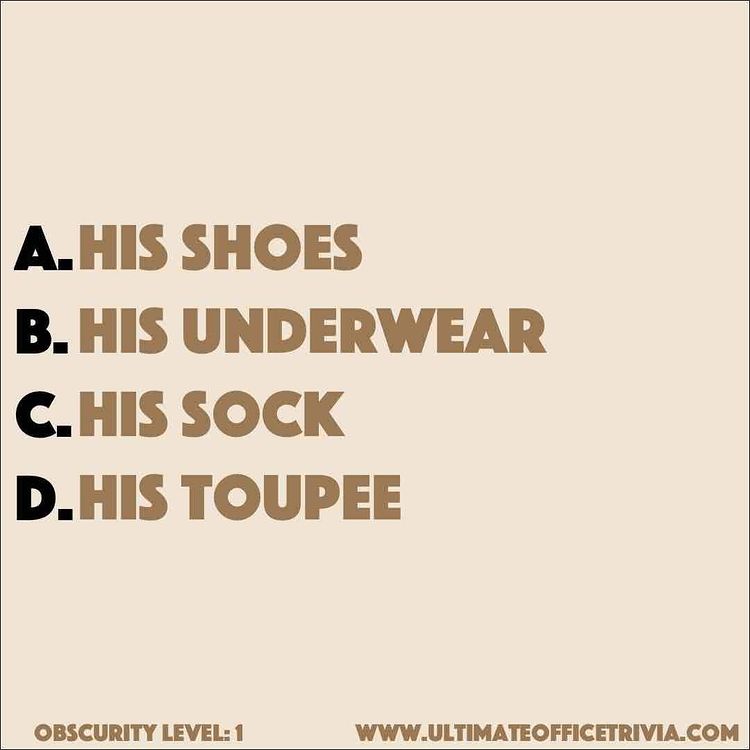 A. HIS SHOES
B. HIS UNDERWEAR
C. HIS SOCK
D. HIS TOUPEE
OBSCURITY LEVEL: 1 WWW.ULTIMATEOFFICETRIVIA.COM